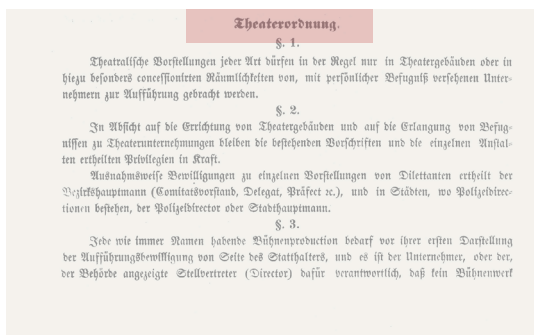 Theaterordnung.
§. 1.
Theatralische Vorstellungen jeder Art dürfen in der Regel nur in Theatergebäuden oder in
hiezu besonders concessionirten Räumlichkeiten von, mit persönlicher Befugniß versehenen Unter-
nehmern zur Aufführung gebracht werden.
§. 2.
In Absicht auf die Errichtung von Theatergebäuden und auf die Erlangung von Befug-
nissen zu Theaterunternehmungen bleiben die bestehenden Vorschriften und die einzelnen Anstal-
ten ertheilten Privilegien in Kraft.
Ausnahmsweise Bewilligungen zu einzelnen Vorstellungen von Dilettanten ertheilt der
Bezirkshauptmann (Comitatsvorstand, Delegat, Präfect ꝛc.), und in Städten, wo Polizeidirec-
tionen bestehen, der Polizeidirector oder Stadthauptmann.
§. 3.
Jede wie immer Namen habende Bühnenproduction bedarf vor ihrer ersten Darstellung
der Aufführungsbewilligung von Seite des Statthalters, und es ist der Unternehmer, oder der,
der Behörde angezeigte Stellvertreter (Director) dafür verantwortlich, daß kein Bühnenwerk